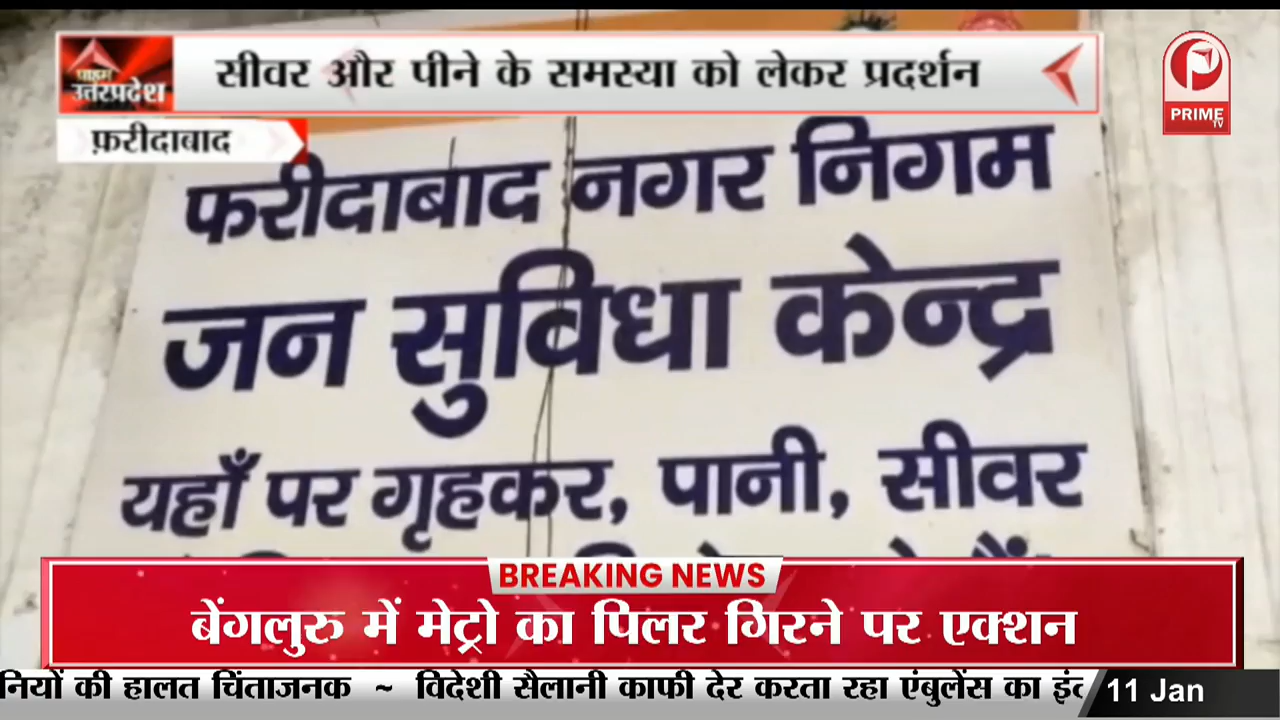 सीवर और पीने के समस्या को लेकर प्रदर्शन
प्राइम
उत्तरप्रदेश
फ़रीदाबाद
PRIME
TV
फरीदाबाद नगर निगम
जन सुविधा केन्द्र
यहाँ पर गृहकर, पानी, सीवर
BREAKING NEWS
बेंगलुरु में मेट्रो का पिलर गिरने पर एक्शन
नियों की हालत चिंताजनक ~ विदेशी सैलानी काफी देर करता रहा एंबुलेंस का
11 Jan